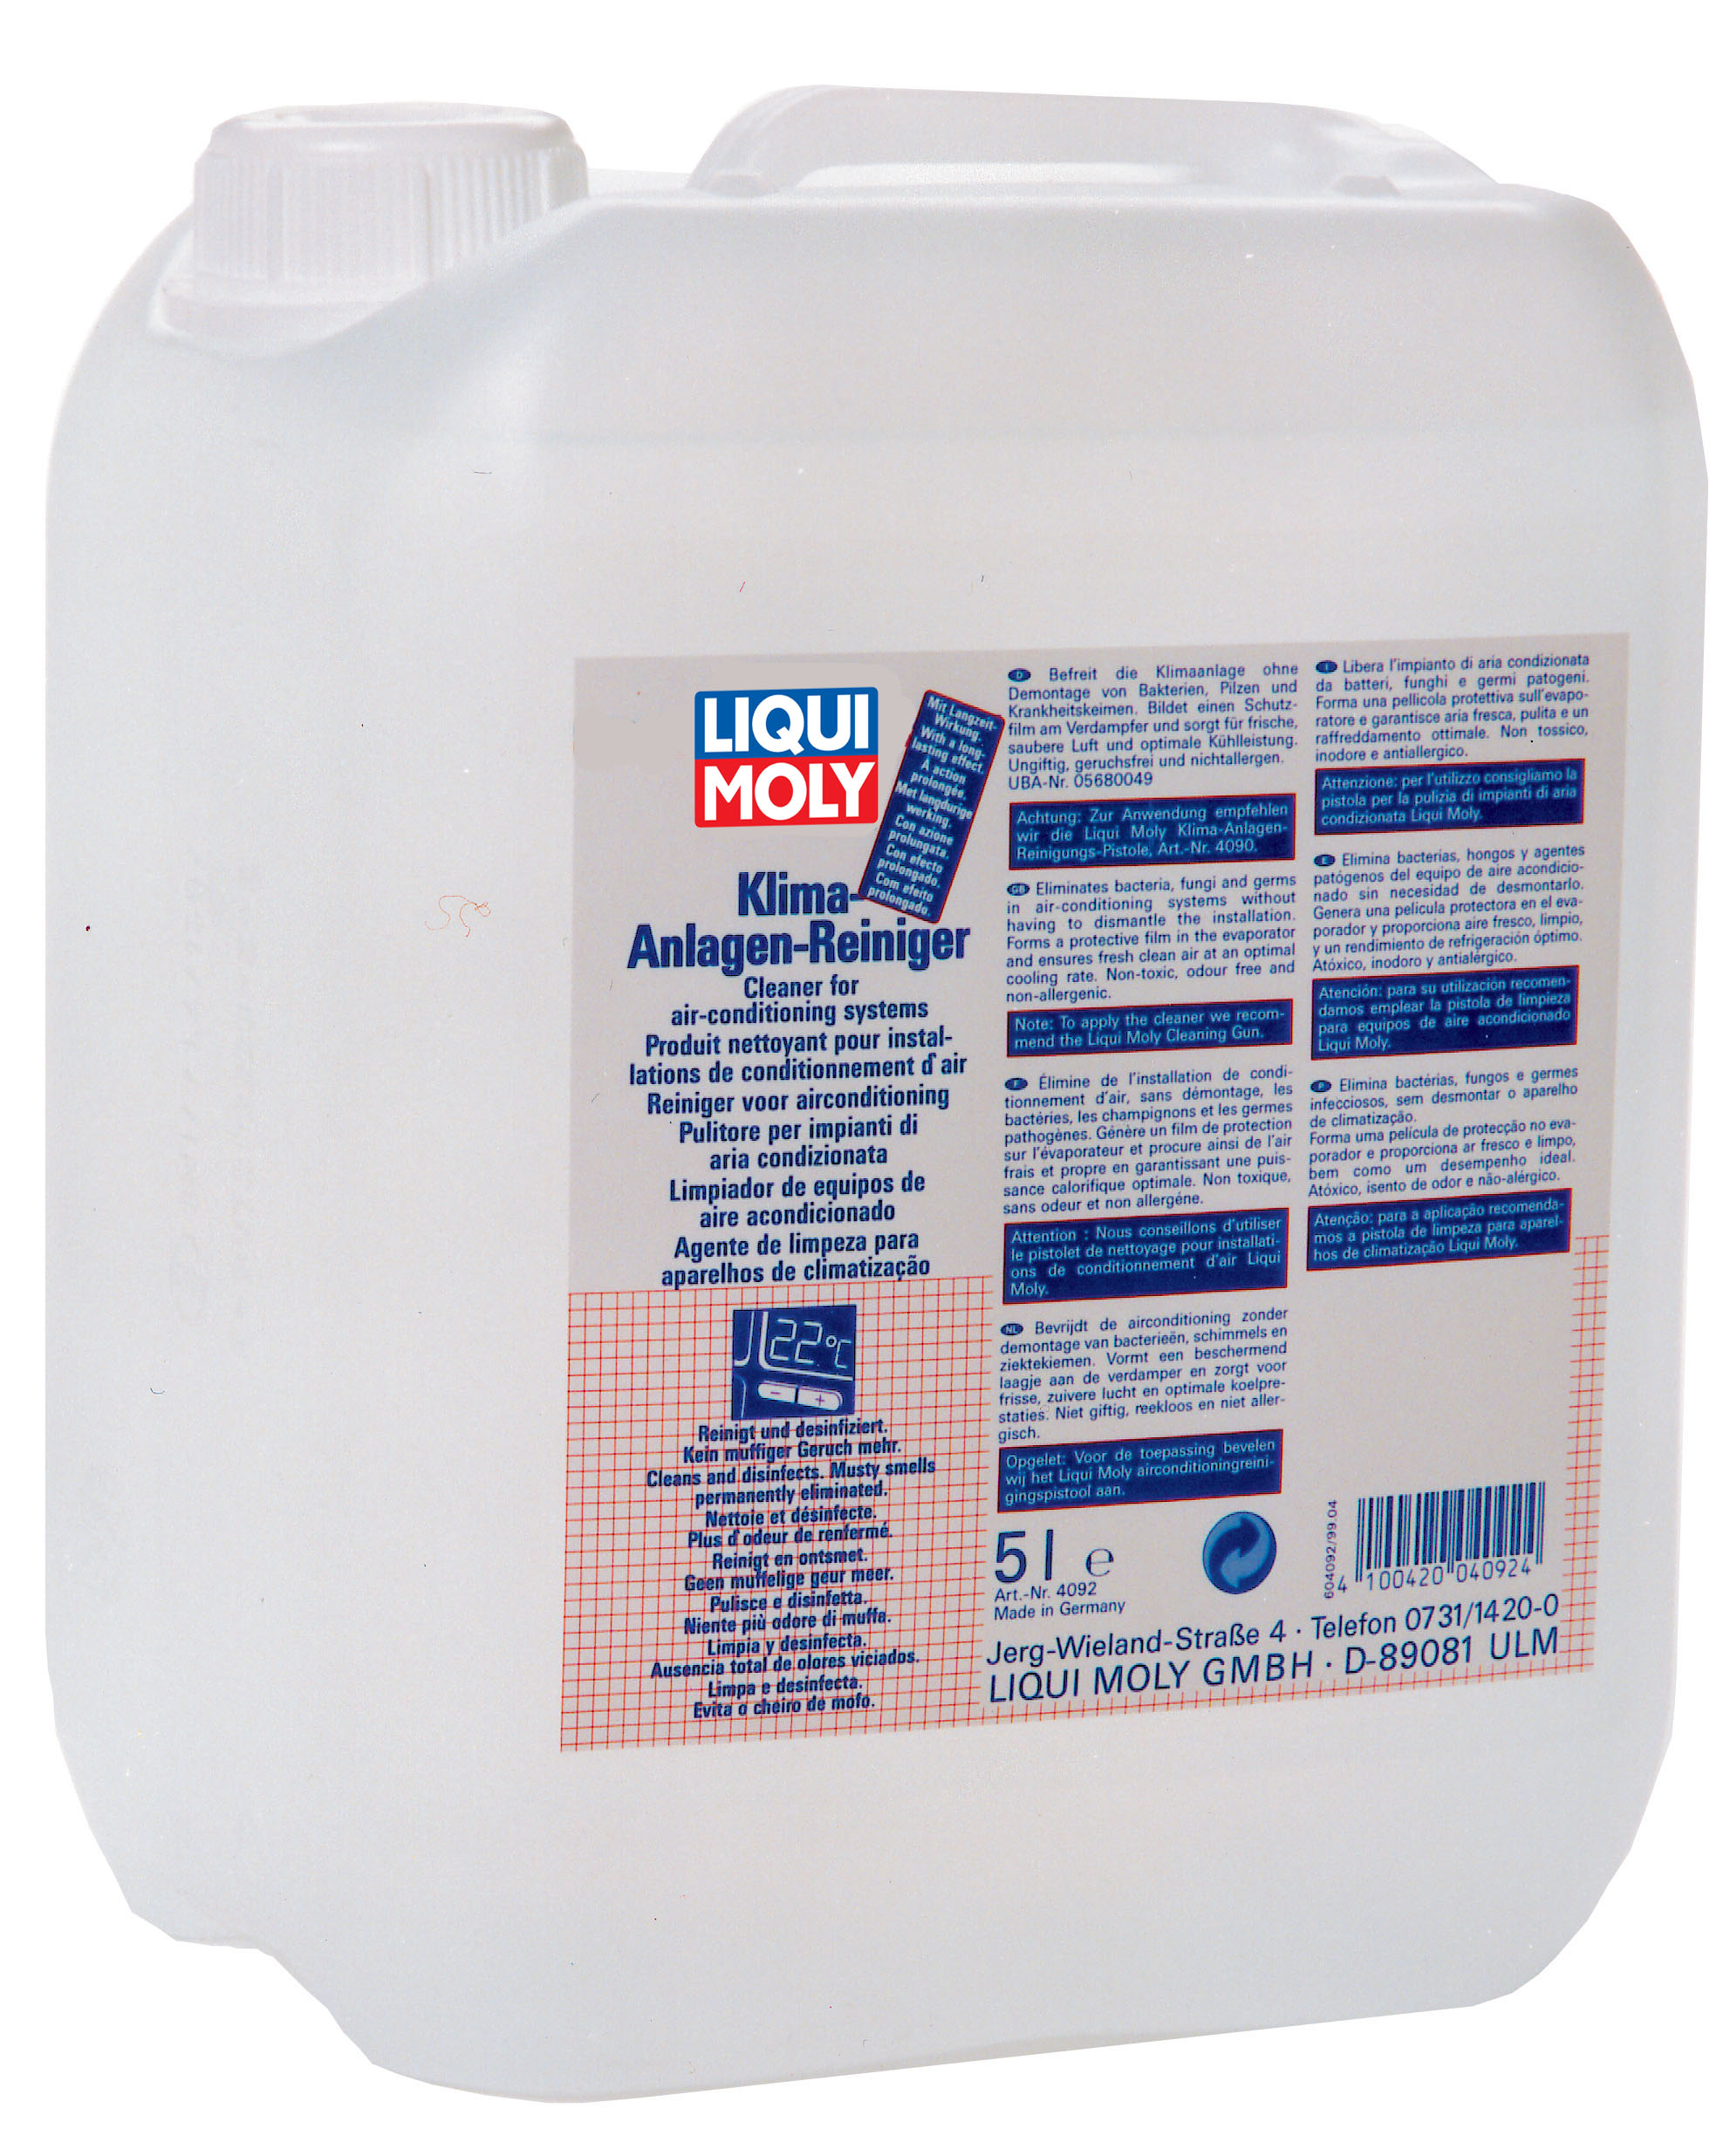 LIQUI
MOLY
Mit Langzeit-
Wirkung.
With a long-
lasting effect.
À action
prolongée.
Met langdurige
werking.
Con azione
prolungata.
Con efecto
prolongado.
Com efeito
prolongado.
Klima-
Anlagen-Reiniger
Cleaner for
air-conditioning systems
Produit nettoyant pour instal-
lations de conditionnement d'air
Reiniger voor airconditioning
Pulitore per impianti di
aria condizionata
Limpiador de equipos de
aire acondicionado
Agente de limpeza para
aparelhos de climatização
22°C
- +
Reinigt und desinfiziert.
Kein muffiger Geruch mehr.
Cleans and disinfects. Musty smells
permanently eliminated.
Nettoie et désinfecte.
Plus d'odeur de renfermé.
Reinigt en ontsmet.
Geen muffelige geur meer.
Pulisce e disinfetta.
Niente più odore di muffa.
Limpia y desinfecta.
Ausencia total de olores viciados.
Limpa e desinfecta.
Evita o cheiro de mofo.
D Befreit die Klimaanlage ohne
Demontage von Bakterien, Pilzen und
Krankheitskeimen. Bildet einen Schutz-
film am Verdampfer und sorgt für frische,
saubere Luft und optimale Kühlleistung.
Ungiftig, geruchsfrei und nichtallergen.
UBA-Nr. 05680049
Achtung: Zur Anwendung empfehlen
wir die Liqui Moly Klima-Anlagen-
Reinigungs-Pistole, Art.-Nr. 4090.
GB Eliminates bacteria, fungi and germs
in air-conditioning systems without
having to dismantle the installation.
Forms a protective film in the evaporator
and ensures fresh clean air at an optimal
cooling rate. Non-toxic, odour free and
non-allergenic.
Note: To apply the cleaner we recom-
mend the Liqui Moly Cleaning Gun.
F Élimine de l'installation de condi-
tionnement d'air, sans démontage, les
bactéries, les champignons et les germes
pathogènes. Génère un film de protection
sur l'évaporateur et procure ainsi de l'air
frais et propre en garantissant une puis-
sance calorifique optimale. Non toxique,
sans odeur et non allergéne.
Attention : Nous conseillons d'utiliser
le pistolet de nettoyage pour installati-
ons de conditionnement d'air Liqui
Moly.
NL Bevrijdt de airconditioning zonder
demontage van bacterieën, schimmels en
ziektekiemen. Vormt een beschermend
laagje aan de verdamper en zorgt voor
frisse, zuivere lucht en optimale koelpre-
staties. Niet giftig, reekloos en niet aller-
gisch.
Opgelet: Voor de toepassing bevelen
wij het Liqui Moly airconditioningreini-
gingspistool aan.
I Libera l'impianto di aria condizionata
da batteri, funghi e germi patogeni.
Forma una pellicola protettiva sull'evapo-
ratore e garantisce aria fresca, pulita e un
raffreddamento ottimale. Non tossico,
inodore e antiallergico.
Attenzione: per l'utilizzo consigliamo la
pistola per la pulizia di impianti di aria
condizionata Liqui Moly.
E Elimina bacterias, hongos y agentes
patógenos del equipo de aire acondicio-
nado sin necesidad de desmontarlo.
Genera una película protectora en el eva-
porador y proporciona aire fresco, limpio,
y un rendimiento de refrigeración óptimo.
Atóxico, inodoro y antialérgico.
Atención: para su utilización recomen-
damos emplear la pistola de limpieza
para equipos de aire acondicionado
Liqui Moly.
P Elimina bactérias, fungos e germes
infecciosos, sem desmontar o aparelho
de climatização.
Forma uma película de protecção no eva-
porador e proporciona ar fresco e limpo,
bem como um desempenho ideal.
Atóxico, isento de odor e não-alérgico.
Atenção: para a aplicação recomenda-
mos a pistola de limpeza para aparel-
hos de climatização Liqui Moly.
5 l e
Art.-Nr. 4092
Made in Germany
604092/99.04
4 100420 040924
Jerg-Wieland-Straße 4 · Telefon 0731/1420-0
LIQUI MOLY GMBH · D-89081 ULM